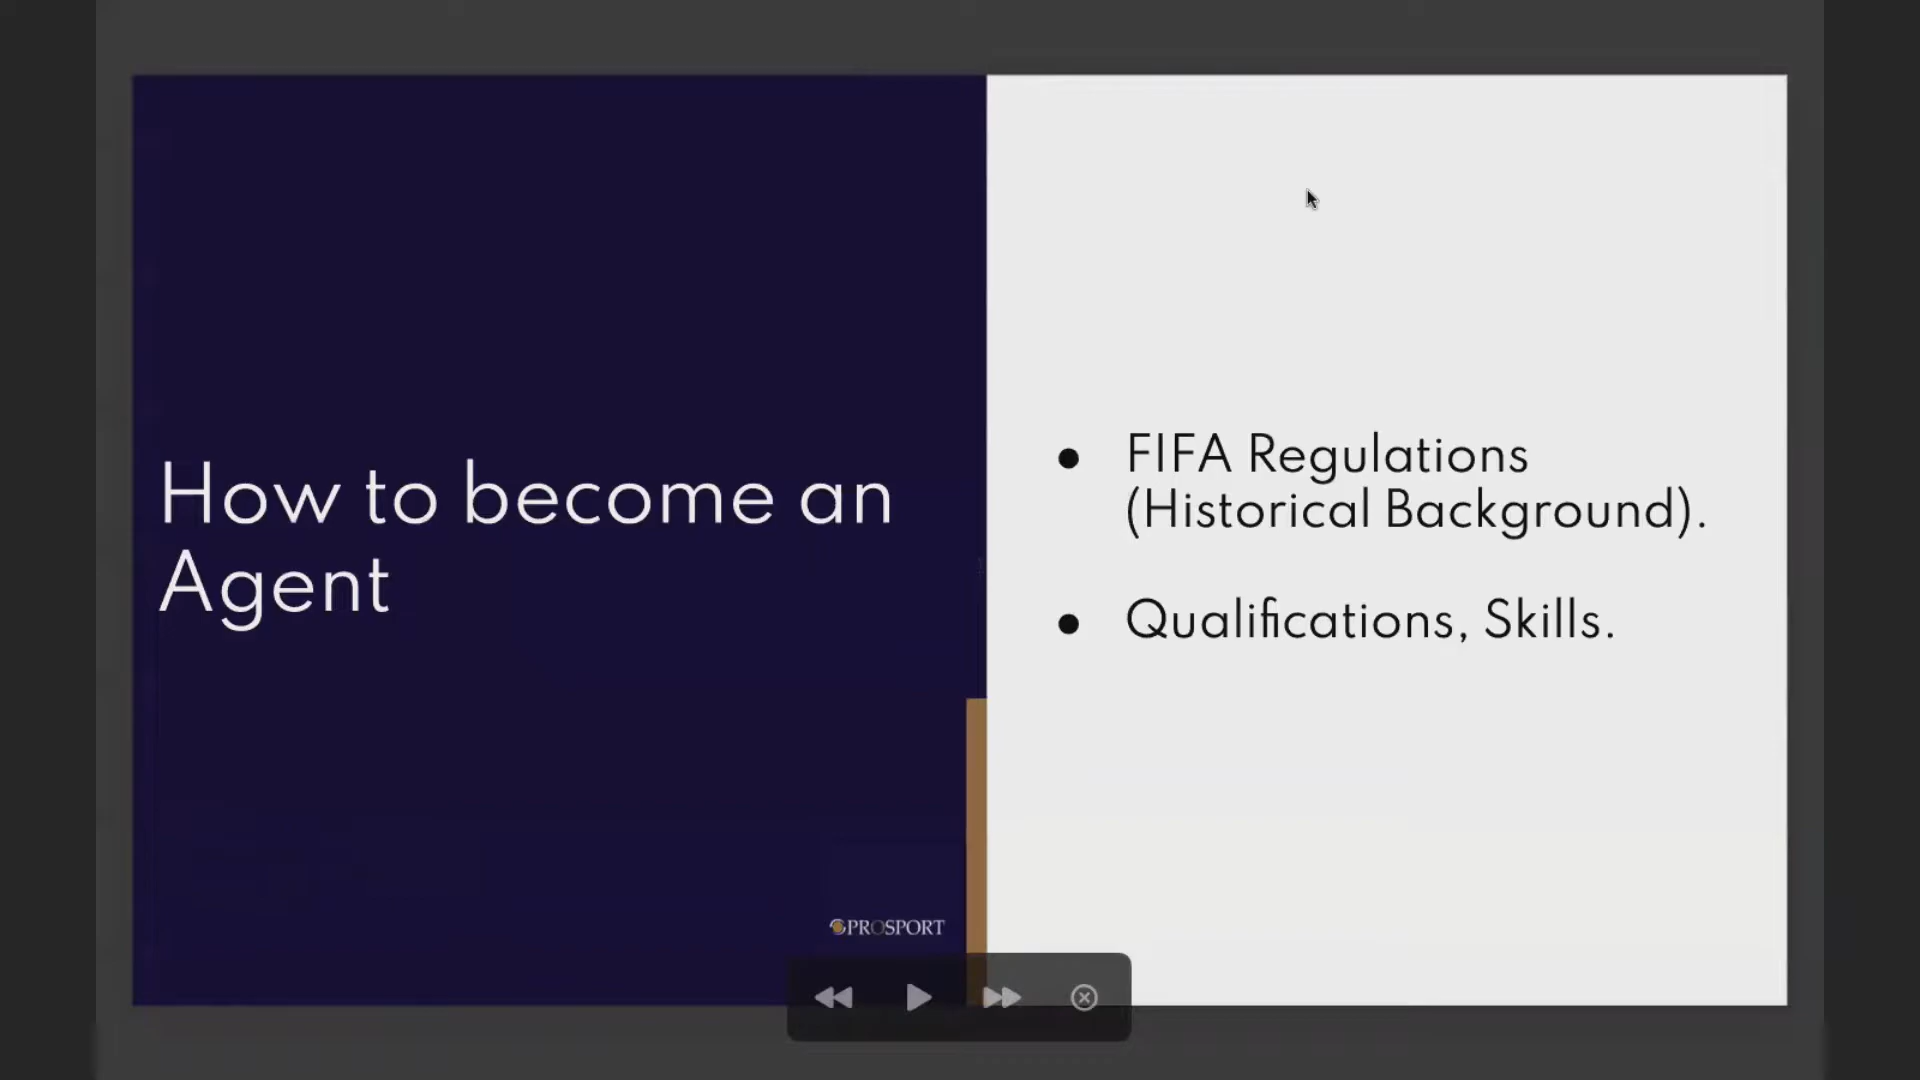 How to become an
Agent
FIFA Regulations
(Historical Background).
Qualifications, Skills.
PROSPORT